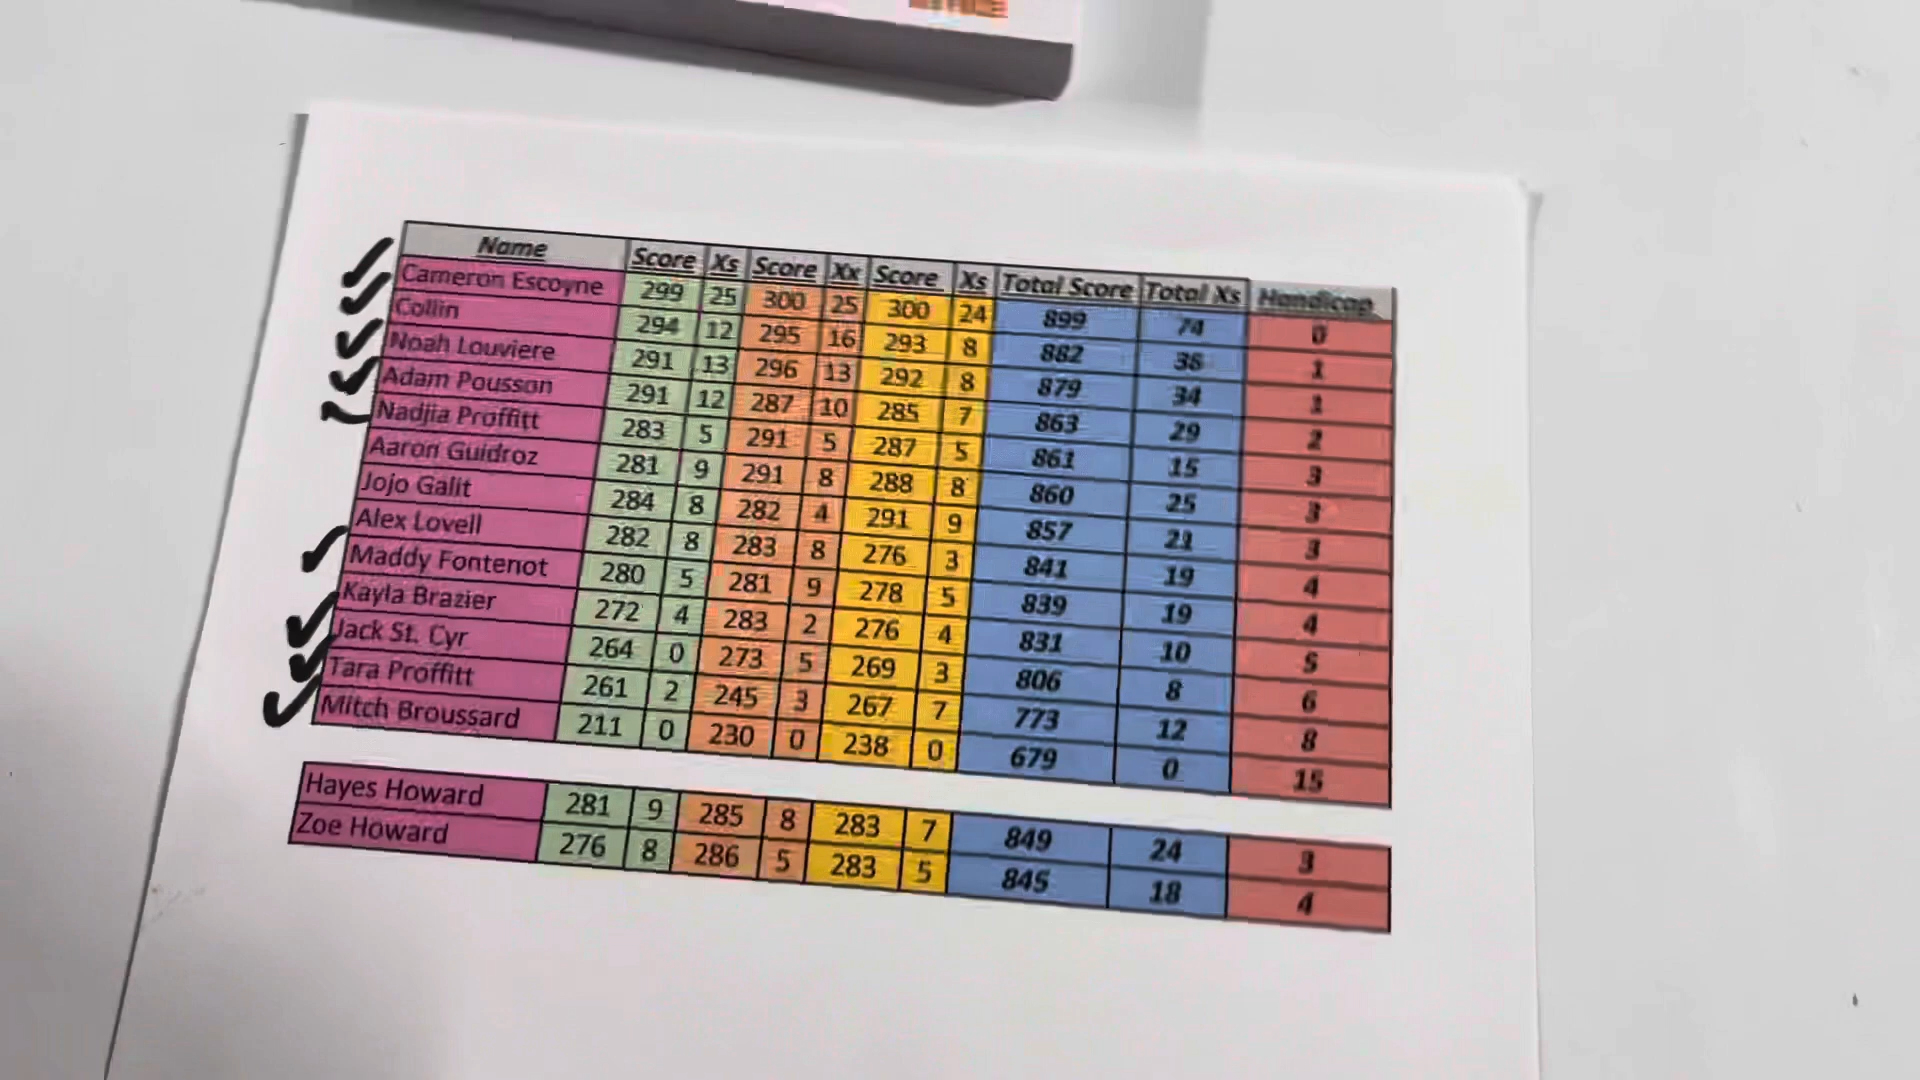 Name Score Xs Score Xx Score Xs Total Score Total Xs Handicap
Cameron Escoyne 299 25 300 25 300 24 899 74 0
Collin 294 12 295 16 293 8 882 36 1
Noah Louviere 291 13 296 13 292 8 879 34 1
Adam Pousson 291 12 287 10 285 7 863 29 2
Nadjia Proffitt 283 5 291 5 287 5 861 15 3
Aaron Guidroz 281 9 291 8 288 8 860 25 3
Jojo Galit 284 8 282 4 291 9 857 21 3
Alex Lovell 282 8 283 8 276 3 841 19 4
Maddy Fontenot 280 5 281 9 278 5 839 19 4
Kayla Brazier 272 4 283 2 276 4 831 10 5
Jack St. Cyr 264 0 273 5 269 3 806 8 6
Tara Proffitt 261 2 245 3 267 7 773 12 8
Mitch Broussard 211 0 230 0 238 0 679 0 15
Hayes Howard 281 9 285 8 283 7 849 24 3
Zoe Howard 276 8 286 5 283 5 845 18 4